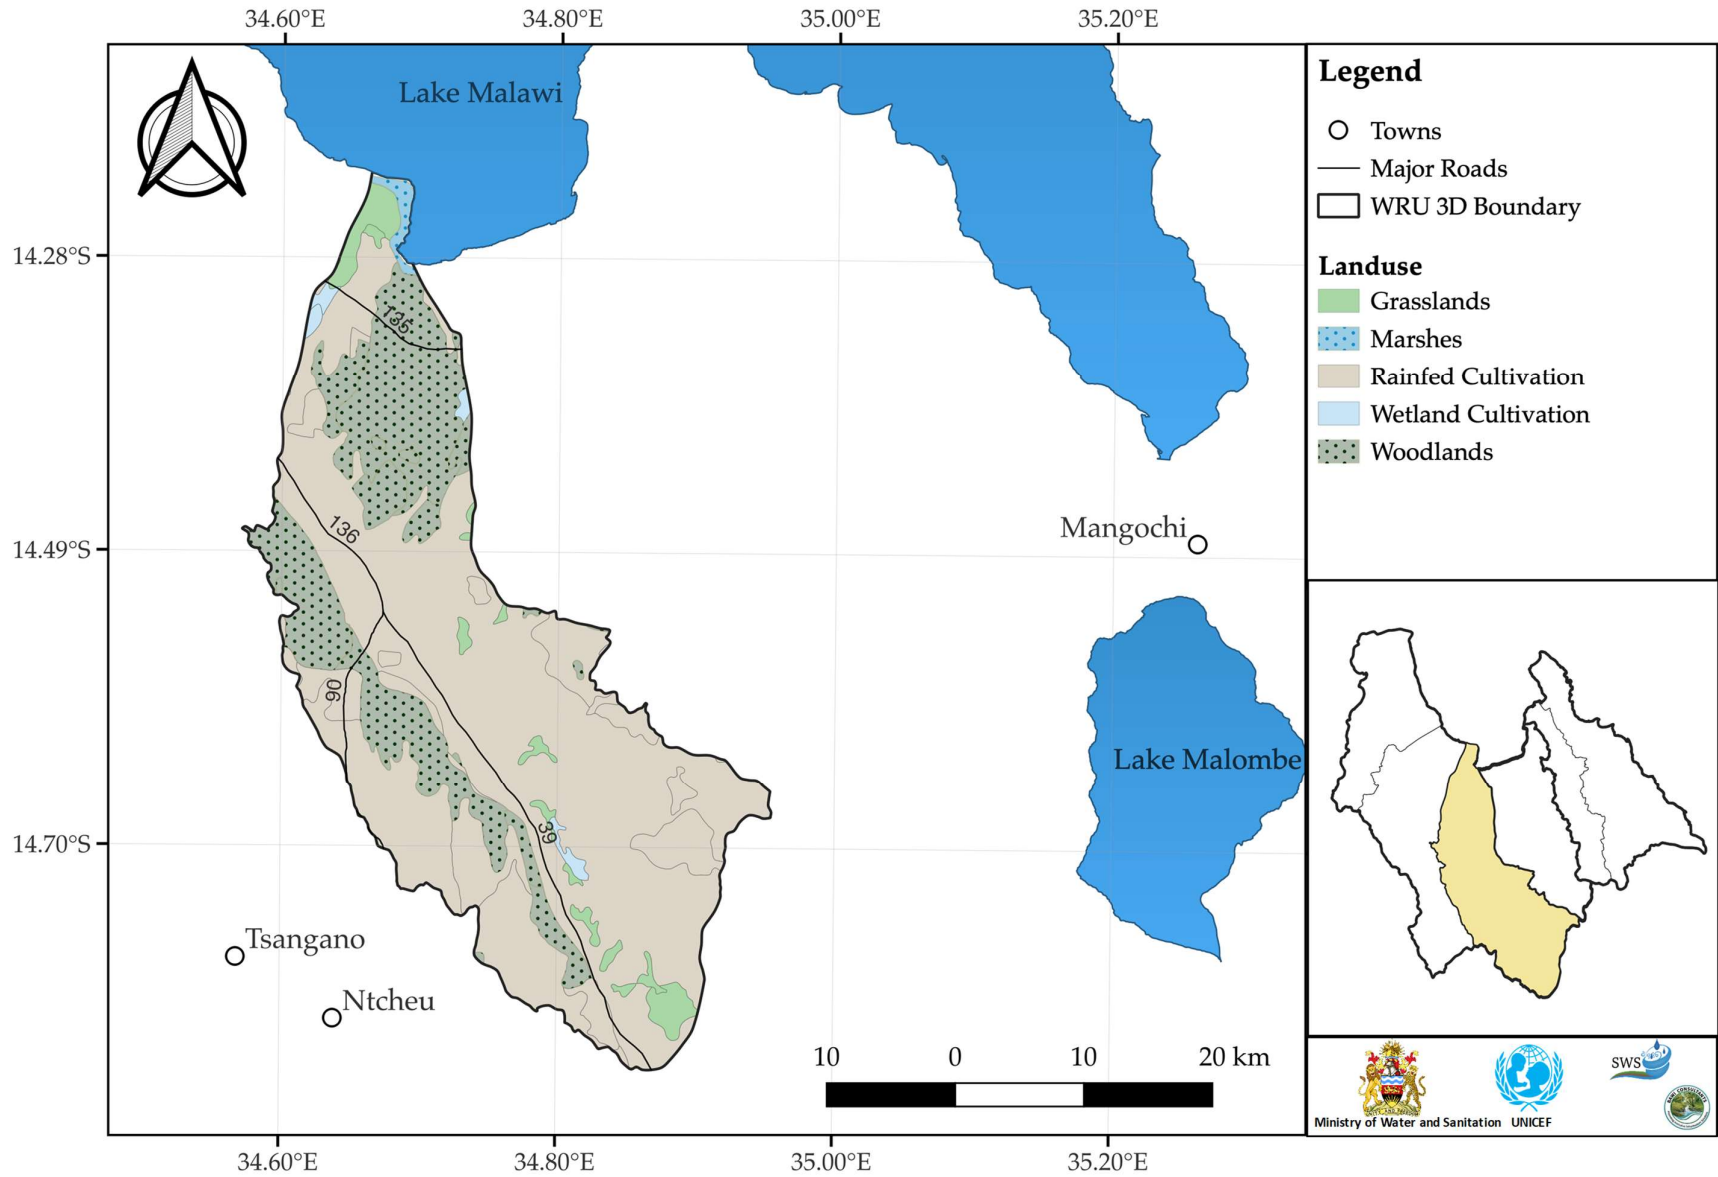 34.60°E 34.80°E 35.00°E 35.20°E
Lake Malawi
14.28°S
135
136
14.49°S
Mangochi
90
Lake Malombe
39
14.70°S
Tsangano
Ntcheu
10 0 10 20 km
34.60°E 34.80°E 35.00°E 35.20°E
Legend
Towns
Major Roads
WRU 3D Boundary
Landuse
Grasslands
Marshes
Rainfed Cultivation
Wetland Cultivation
Woodlands
SWS
Ministry of Water and Sanitation UNICEF